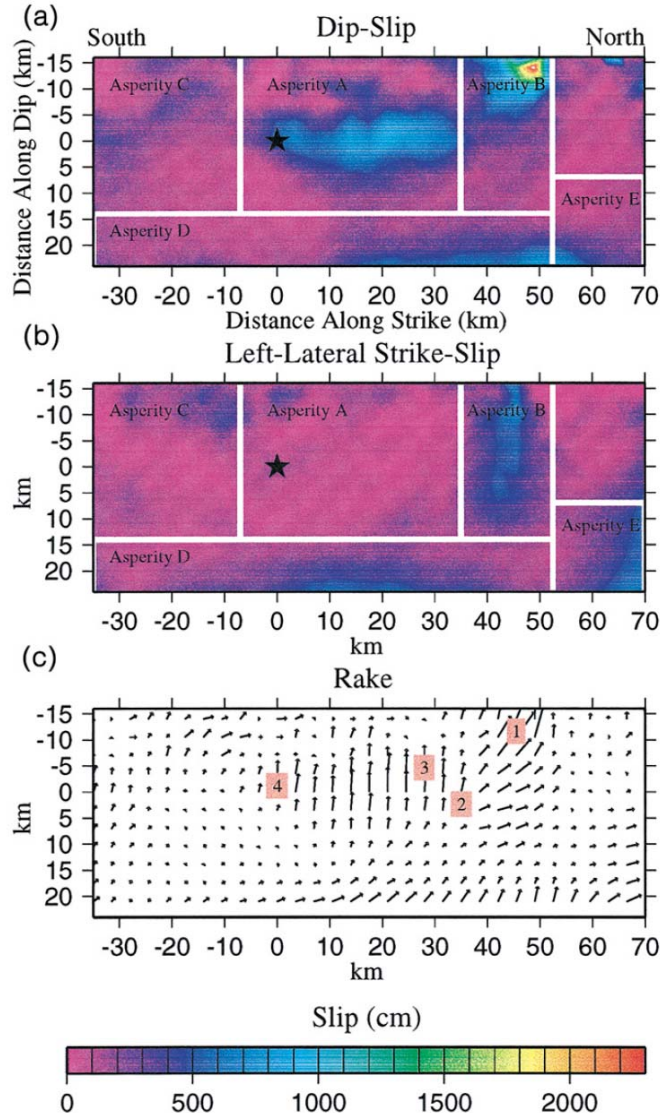 (a)
Dip-Slip
South
North
Distance Along Dip (km)
-15
-10
-5
0
5
10
15
20
Asperity C
Asperity A
Asperity B
Asperity E
Asperity D
-30 -20 -10 0 10 20 30 40 50 60 70
Distance Along Strike (km)
(b)
Left-Lateral Strike-Slip
km
-15
-10
-5
0
5
10
15
20
Asperity C
Asperity A
Asperity B
Asperity E
Asperity D
-30 -20 -10 0 10 20 30 40 50 60 70
km
(c)
Rake
km
-15
-10
-5
0
5
10
15
20
1
3
4
2
-30 -20 -10 0 10 20 30 40 50 60 70
km
Slip (cm)
0 500 1000 1500 2000